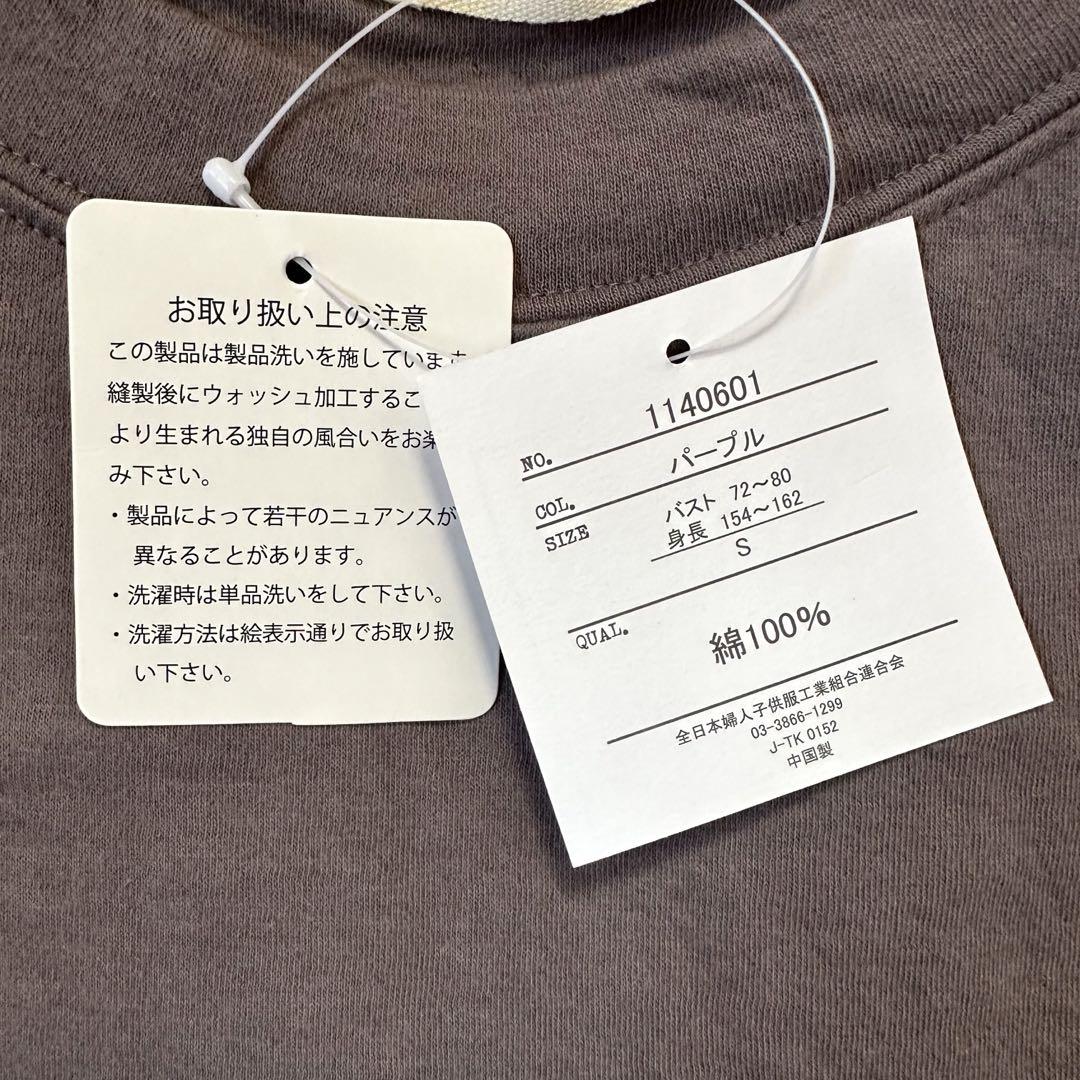 お取り扱い上の注意
この製品は製品洗いを施していま
縫製後にウォッシュ加工するこ
より生まれる独自の風合いをお楽
み下さい。
・製品によって若干のニュアンスが
異なることがあります。
・洗濯時は単品洗いをして下さい。
・洗濯方法は絵表示通りでお取り扱
い下さい。
NO. 1140601
COL. パープル
SIZE バスト 72～80
身長 154～162
S
QUAL. 綿100%
全日本婦人子供服工業組合連合会
03-3866-1299
J-TK 0152
中国製